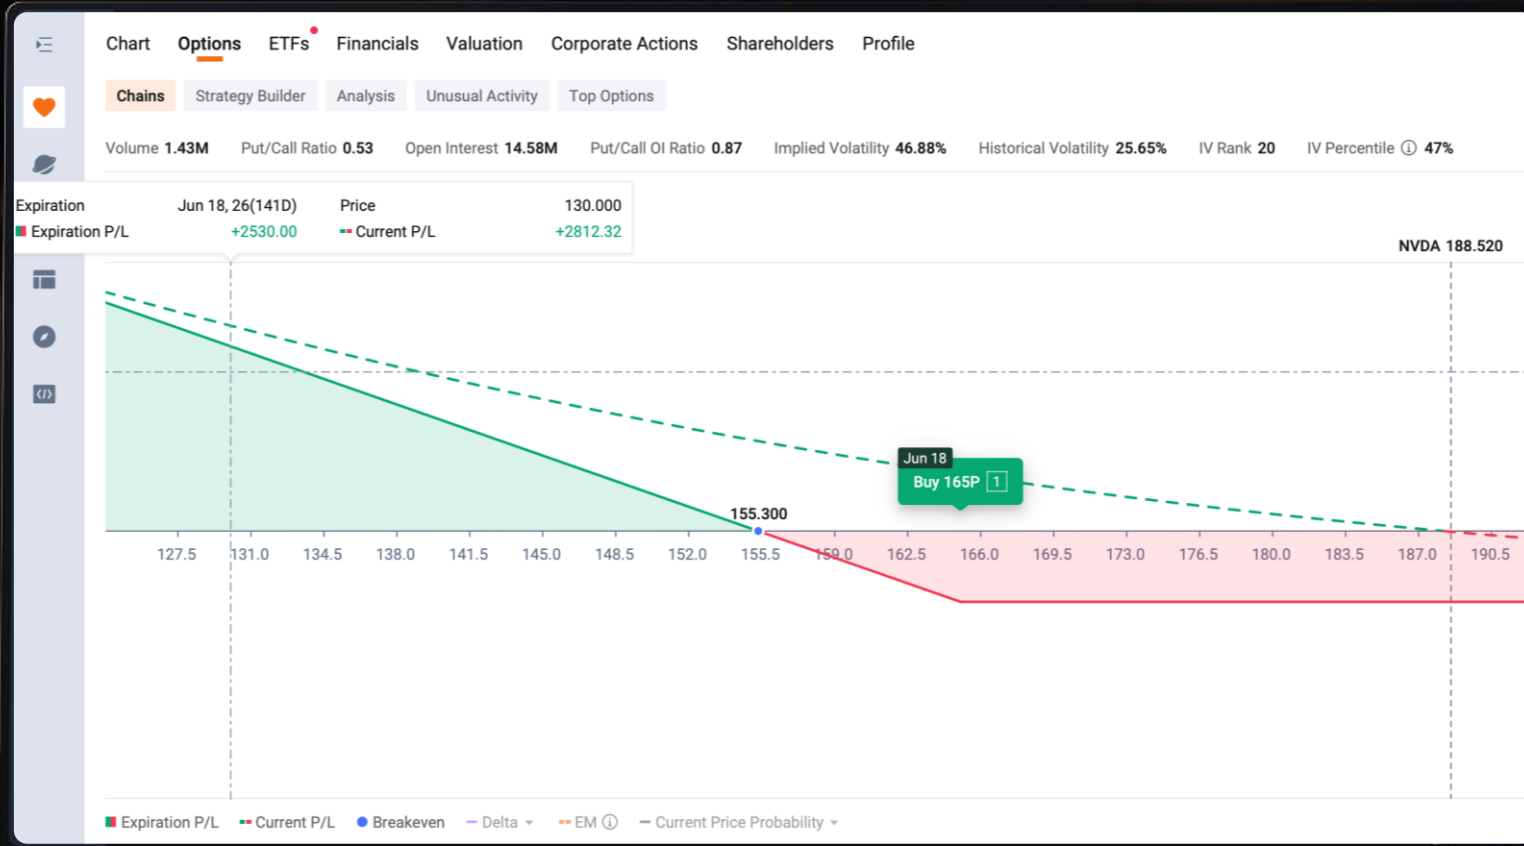 Chart Options ETFs Financials Valuation Corporate Actions Shareholders Profile
Chains Strategy Builder Analysis Unusual Activity Top Options
Volume 1.43M Put/Call Ratio 0.53 Open Interest 14.58M Put/Call OI Ratio 0.87 Implied Volatility 46.88% Historical Volatility 25.65% IV Rank 20 IV Percentile 47%
Expiration Jun 18, 26(141D) Price 130.000
Expiration P/L +2530.00 Current P/L +2812.32
NVDA 188.520
Jun 18
Buy 165P 1
155.300
127.5 131.0 134.5 138.0 141.5 145.0 148.5 152.0 155.5 159.0 162.5 166.0 169.5 173.0 176.5 180.0 183.5 187.0 190.5
Expiration P/L Current P/L Breakeven Delta EM Current Price Probability